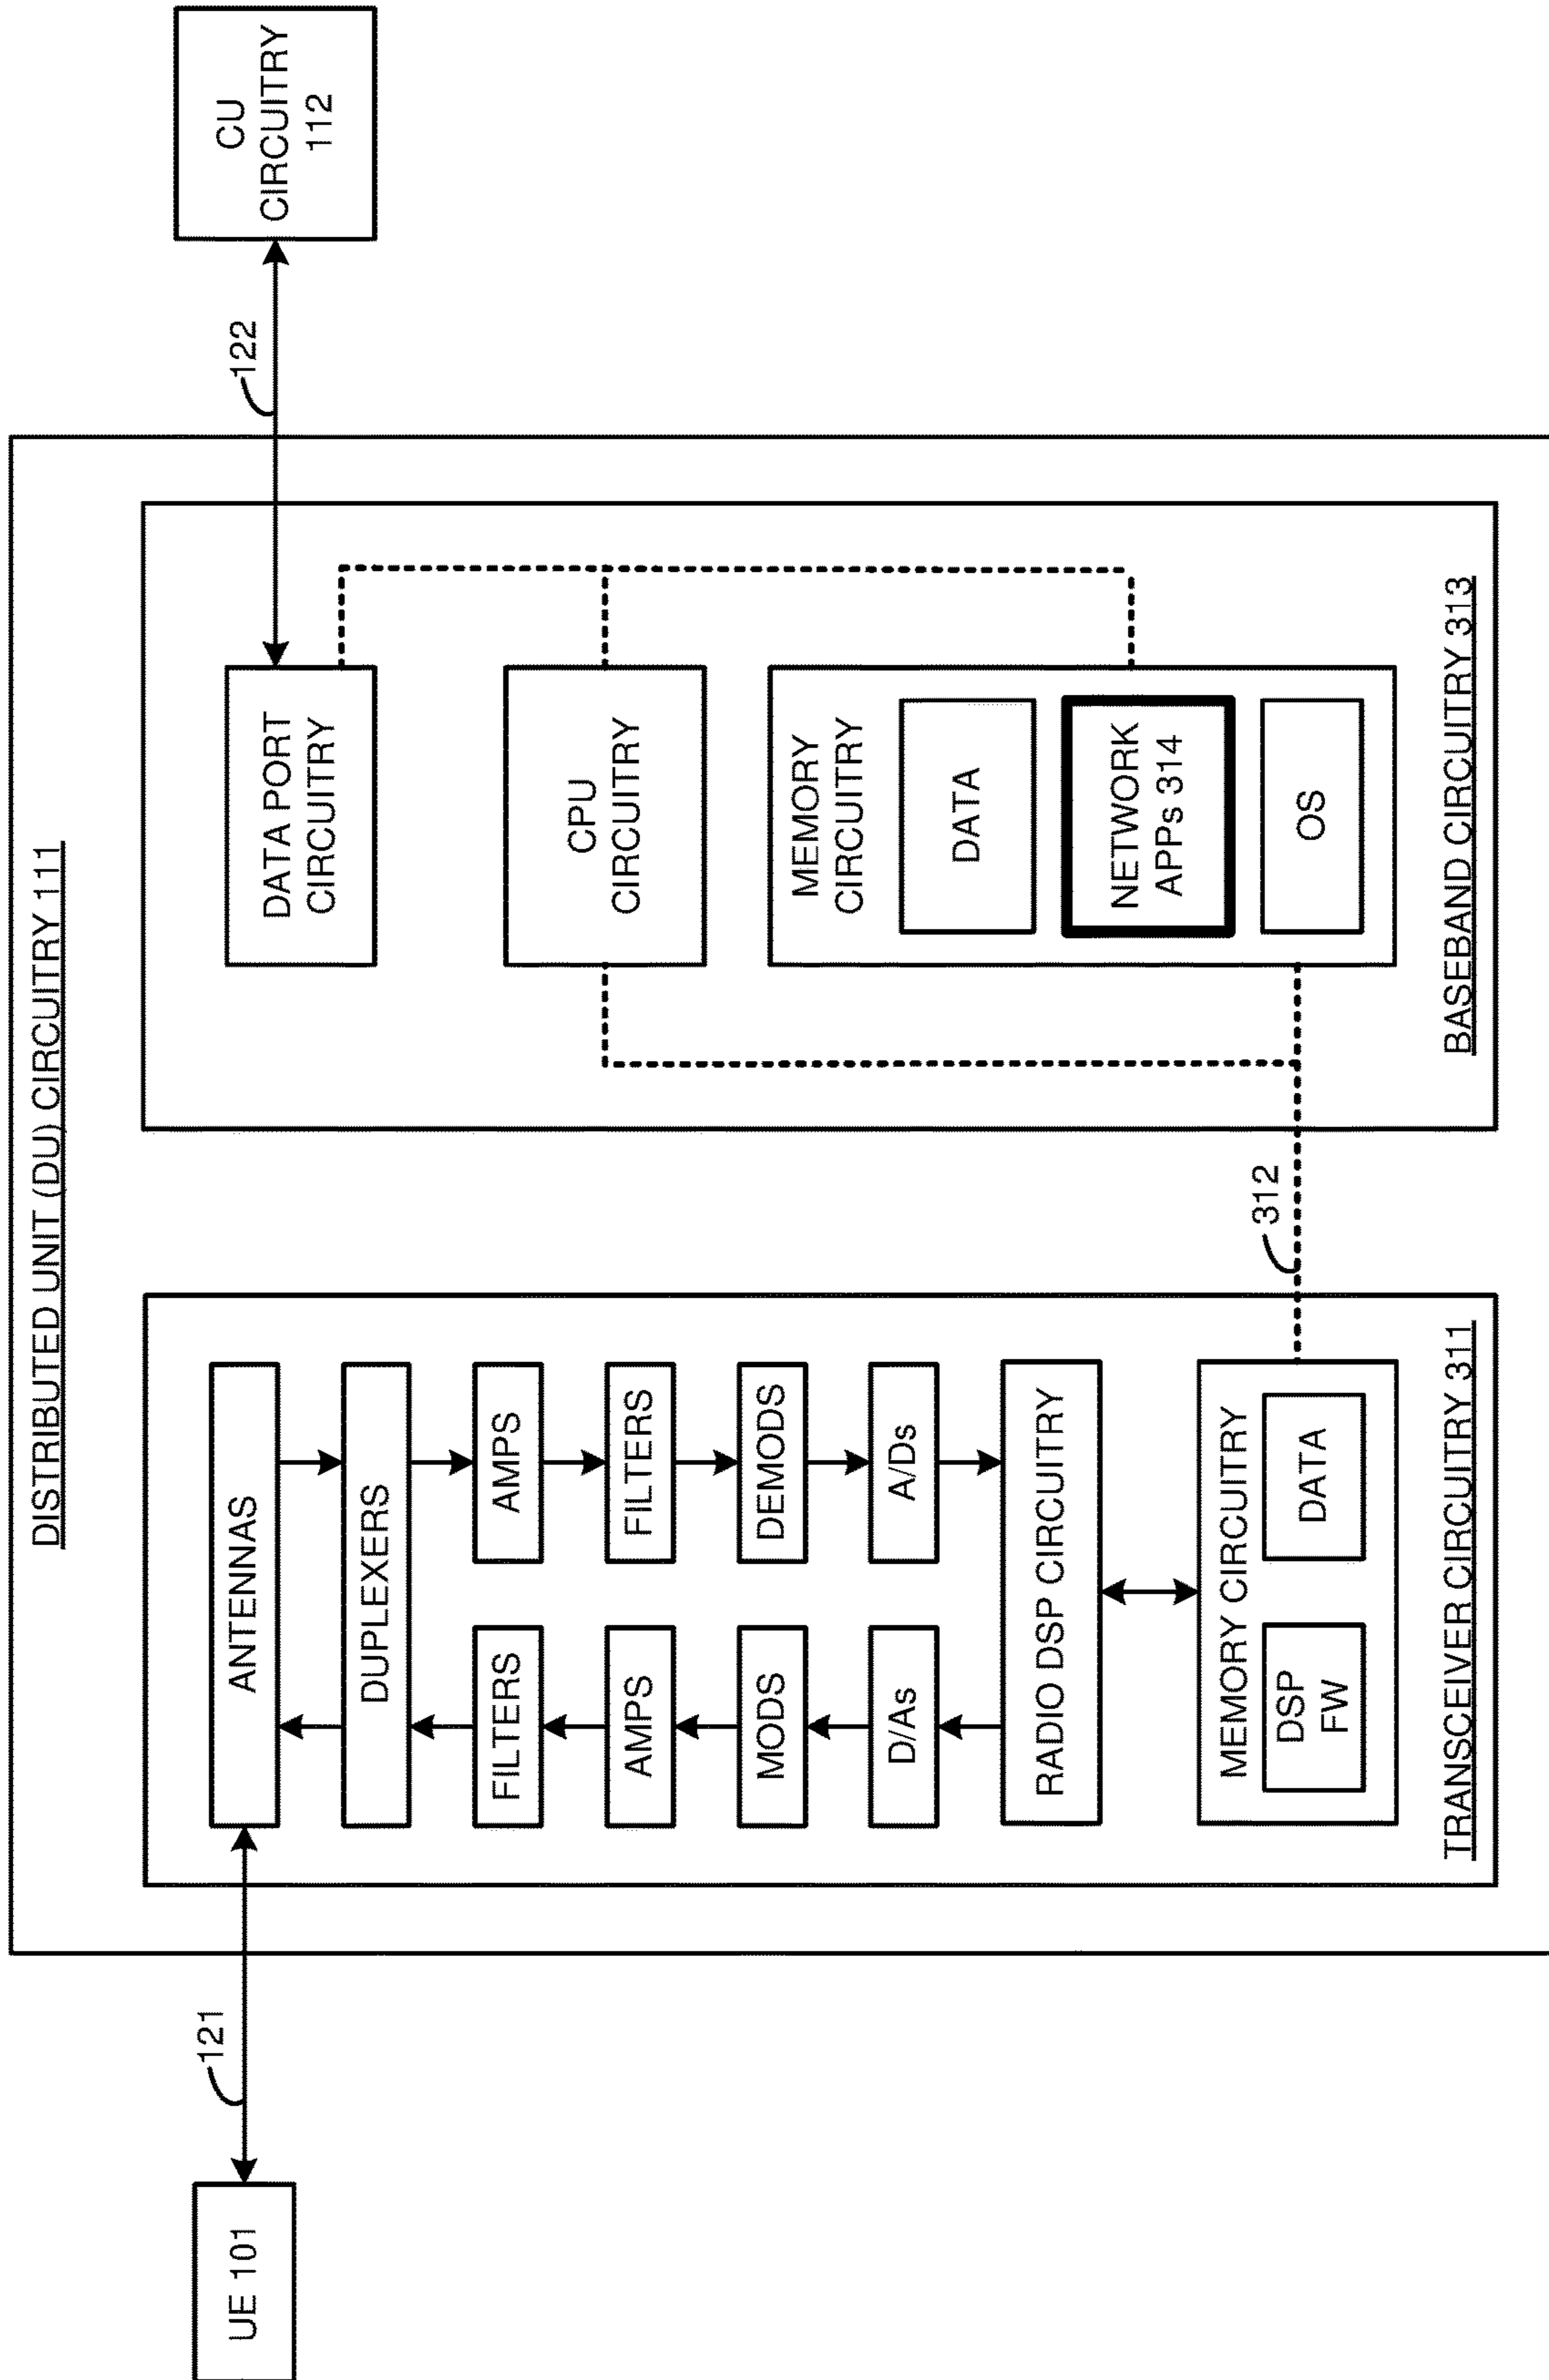 DISTRIBUTED UNIT (DU) CIRCUITRY 111
UE 101
121
ANTENNAS
DUPLEXERS
FILTERS
AMPS
AMPS
FILTERS
MODS
DEMODS
D/As
A/Ds
RADIO DSP CIRCUITRY
MEMORY CIRCUITRY
DSP
FW
DATA
TRANSCEIVER CIRCUITRY 311
312
DATA PORT
CIRCUITRY
CPU
CIRCUITRY
MEMORY
CIRCUITRY
DATA
NETWORK
APPs 314
OS
BASEBAND CIRCUITRY 313
122
CU
CIRCUITRY
112